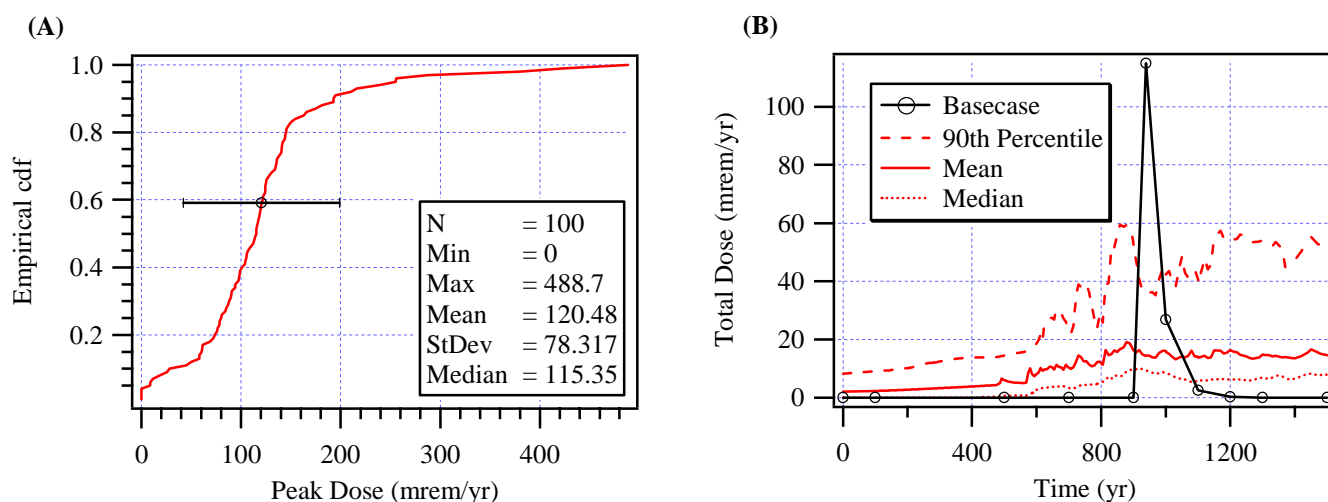 (A)
Empirical cdf
1.0
0.8
0.6
0.4
0.2
N = 100
Min = 0
Max = 488.7
Mean = 120.48
StDev = 78.317
Median = 115.35
0 100 200 300 400
Peak Dose (mrem/yr)
(B)
Total Dose (mrem/yr)
100
80
60
40
20
0
Basecase
90th Percentile
Mean
Median
0 400 800 1200
Time (yr)